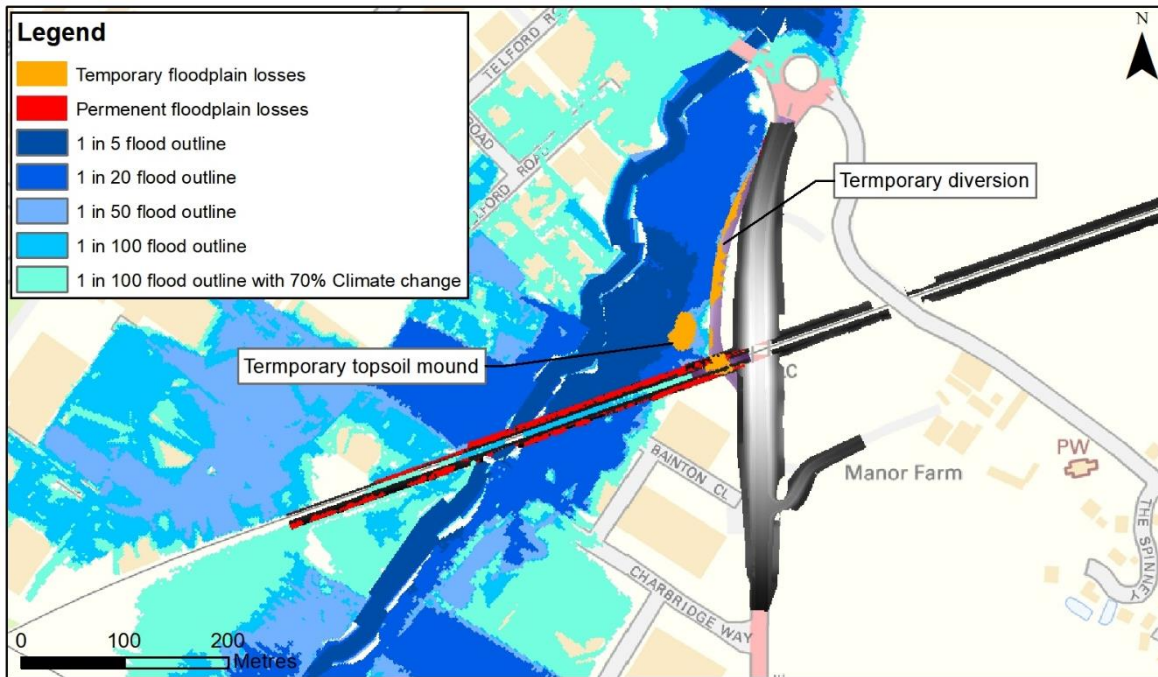 Legend
Temporary floodplain losses
Permenent floodplain losses
1 in 5 flood outline
1 in 20 flood outline
1 in 50 flood outline
1 in 100 flood outline
1 in 100 flood outline with 70% Climate change
N
TELFORD RO
ROAD
ELFORD ROAD
Termporary diversion
Termporary topsoil mound
LC
BAINTON CL
Manor Farm
PW
THE SPINNEY
CHARBRIDGE WAY
0 100 200
Metres